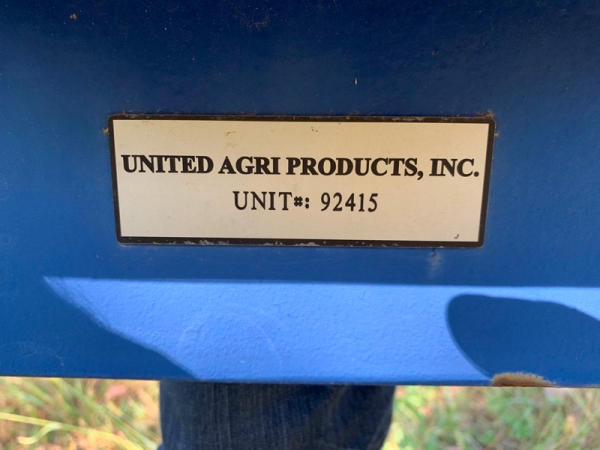 UNITED AGRI PRODUCTS, INC.
UNIT#: 92415